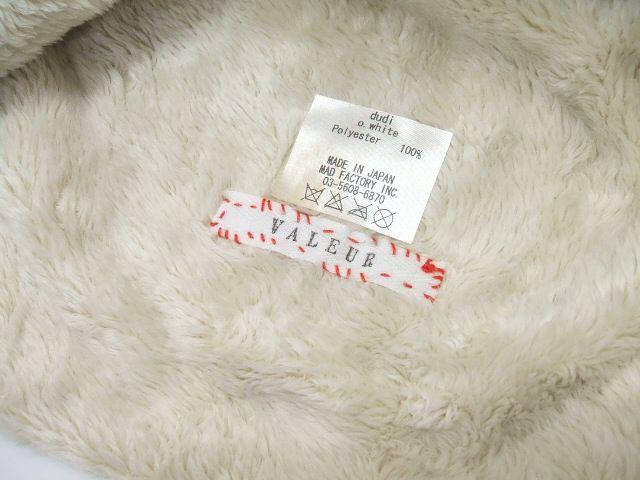 dudi
o.white
Polyester 100%
MADE IN JAPAN
MAD FACTORY INC.
03-5608-6870
VALEUR